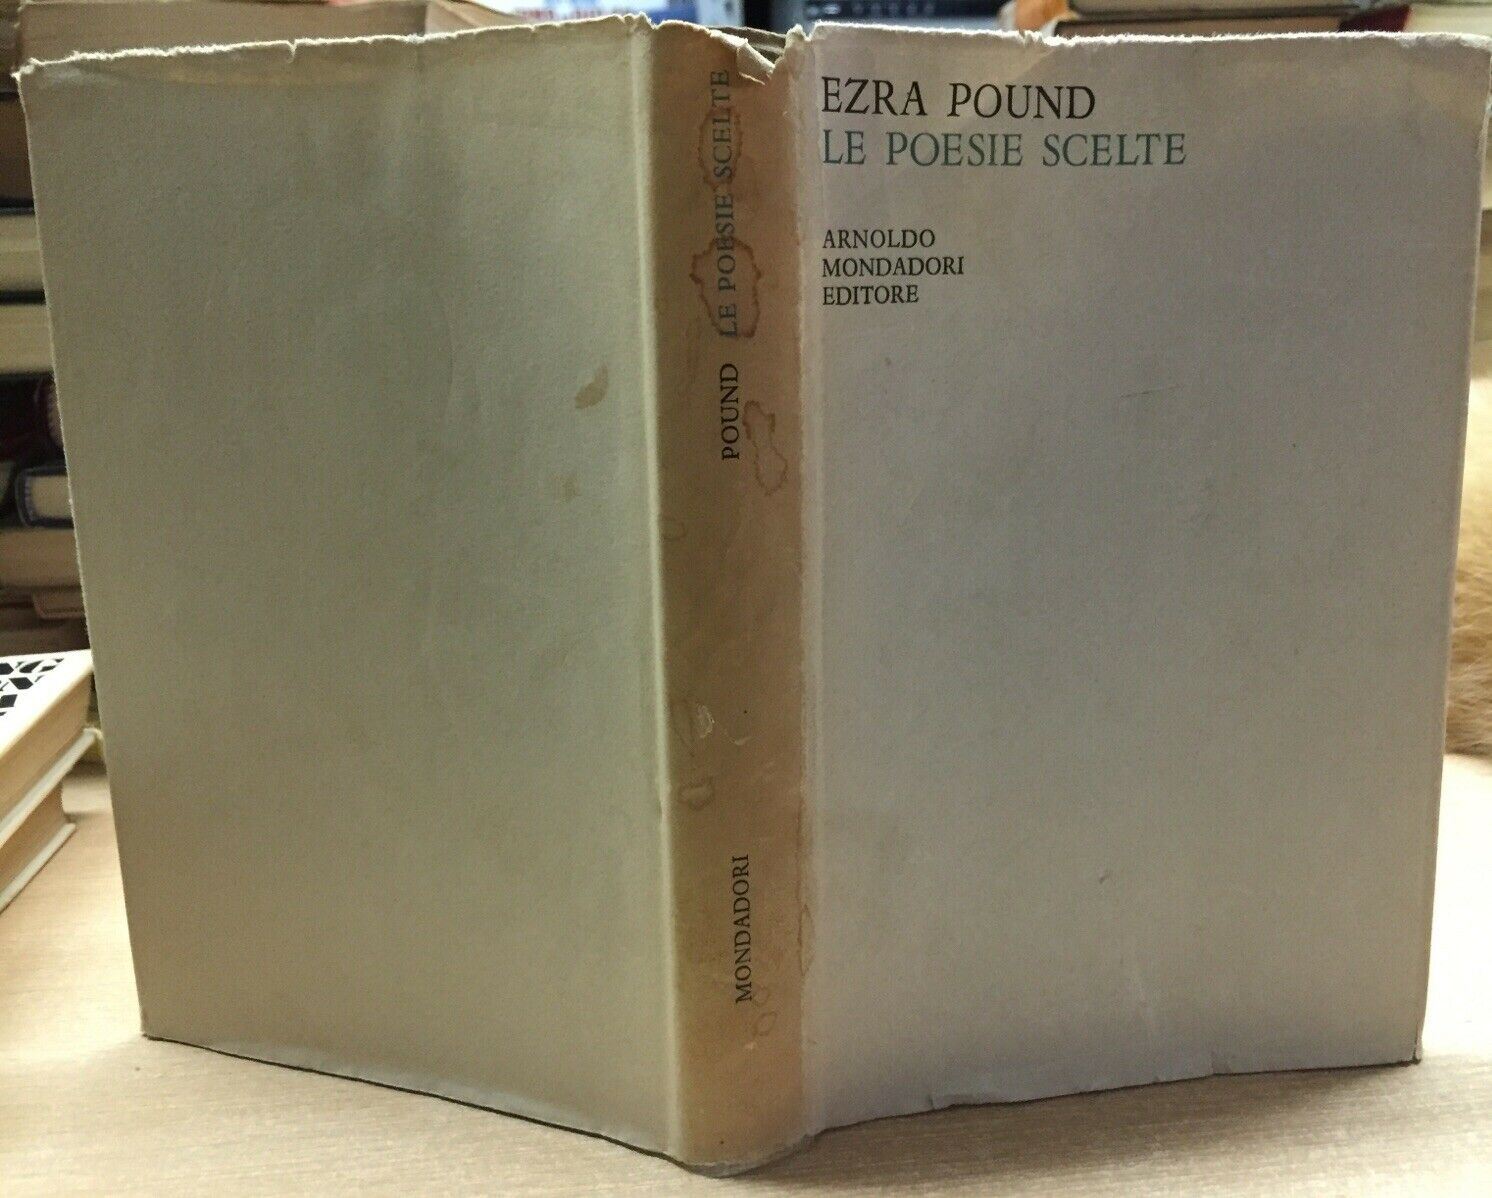 EZRA POUND
LE POESIE SCELTE
ARNOLDO
MONDADORI
EDITORE
POUND LE POESIE SCELTE
MONDADORI